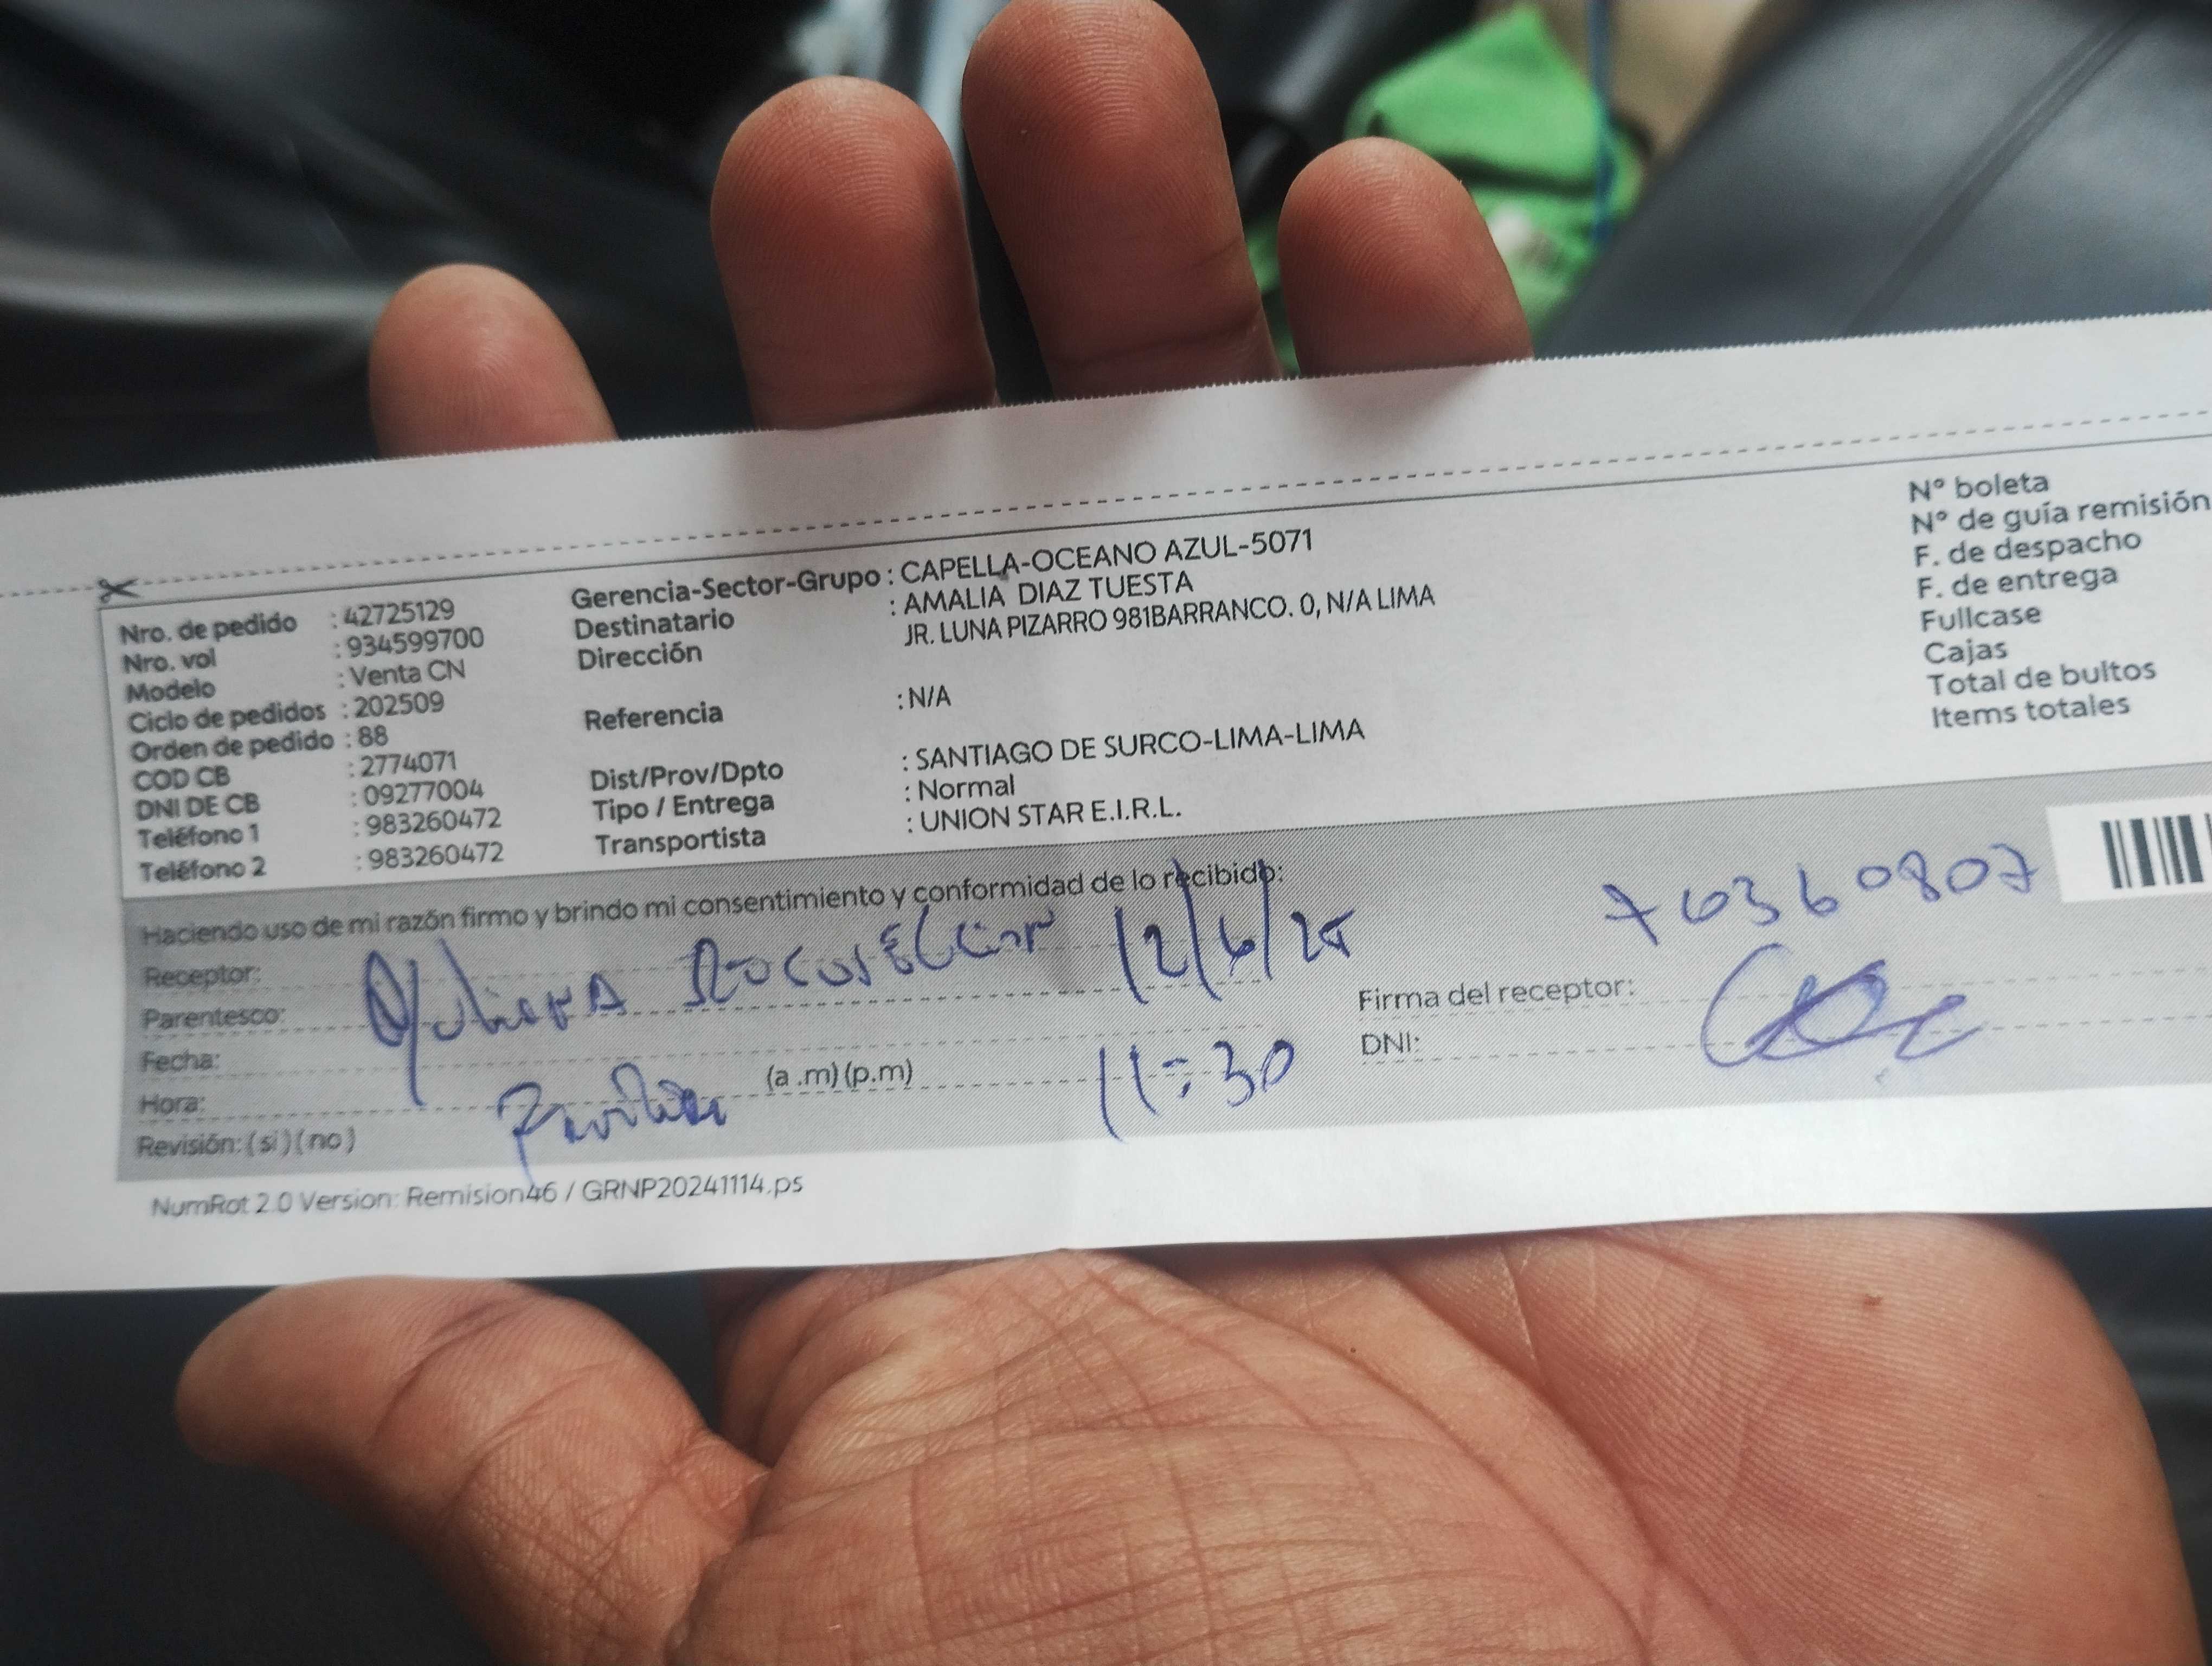 Nro. de pedido : 42725129
Nro. vol : 934599700
Modelo : Venta CN
Ciclo de pedidos : 202509
Orden de pedido : 88
COD CB : 2774071
DNI DE CB : 09277004
Teléfono 1 : 983260472
Teléfono 2 : 983260472
Gerencia-Sector-Grupo : CAPELLA-OCEANO AZUL-5071
Destinatario : AMALIA DIAZ TUESTA
Dirección JR. LUNA PIZARRO 981BARRANCO. 0, N/A LIMA
Referencia : N/A
Dist/Prov/Dpto : SANTIAGO DE SURCO-LIMA-LIMA
Tipo / Entrega : Normal
Transportista : UNION STAR E.I.R.L.
N° boleta
N° de guía remisión
F. de despacho
F. de entrega
Fullcase
Cajas
Total de bultos
Items totales
Haciendo uso de mi razón firmo y brindo mi consentimiento y conformidad de lo recibido:
Receptor:
Parentesco:
Fecha:
Hora: (a .m) (p.m)
Revisión: ( si ) ( no )
12/6/25
11:30
76360807
Firma del receptor:
DNI:
NumRot 2.0 Version: Remision46 / GRNP20241114.ps